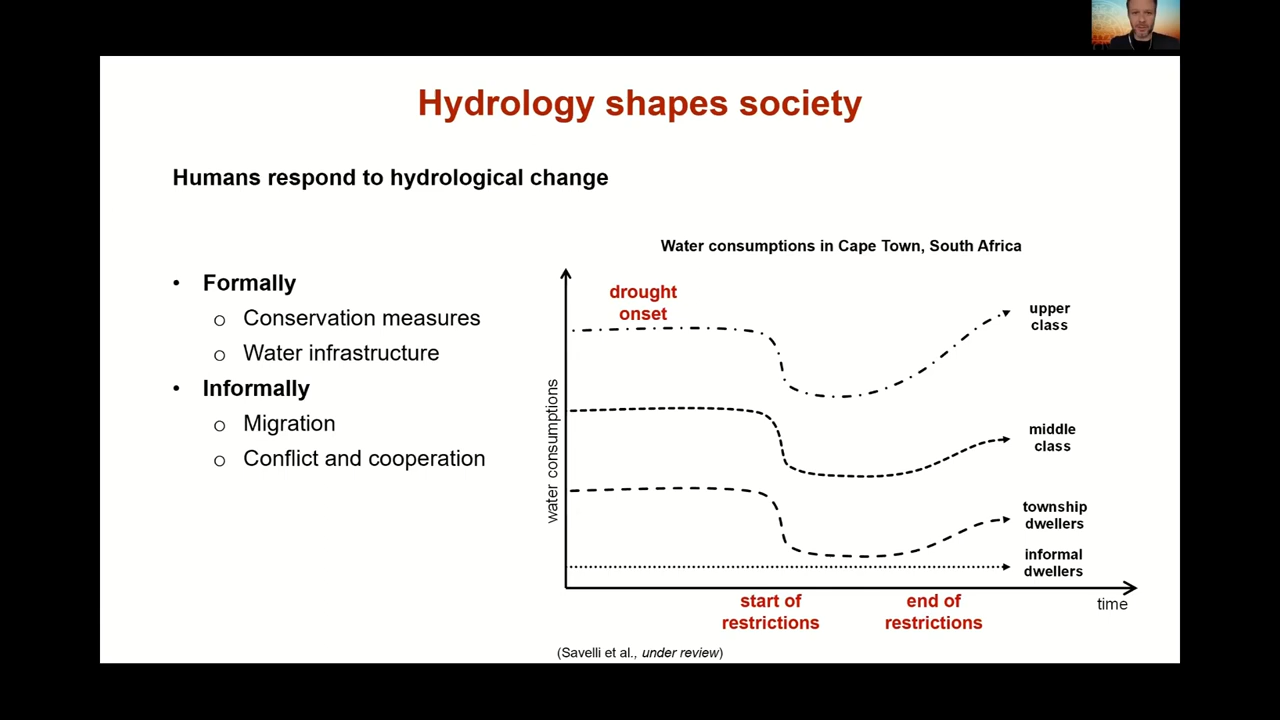 Hydrology shapes society
Humans respond to hydrological change
• Formally
o Conservation measures
o Water infrastructure
• Informally
o Migration
o Conflict and cooperation
Water consumptions in Cape Town, South Africa
drought
onset
water consumptions
upper
class
middle
class
township
dwellers
informal
dwellers
start of
restrictions
end of
restrictions
time
(Savelli et al., under review)